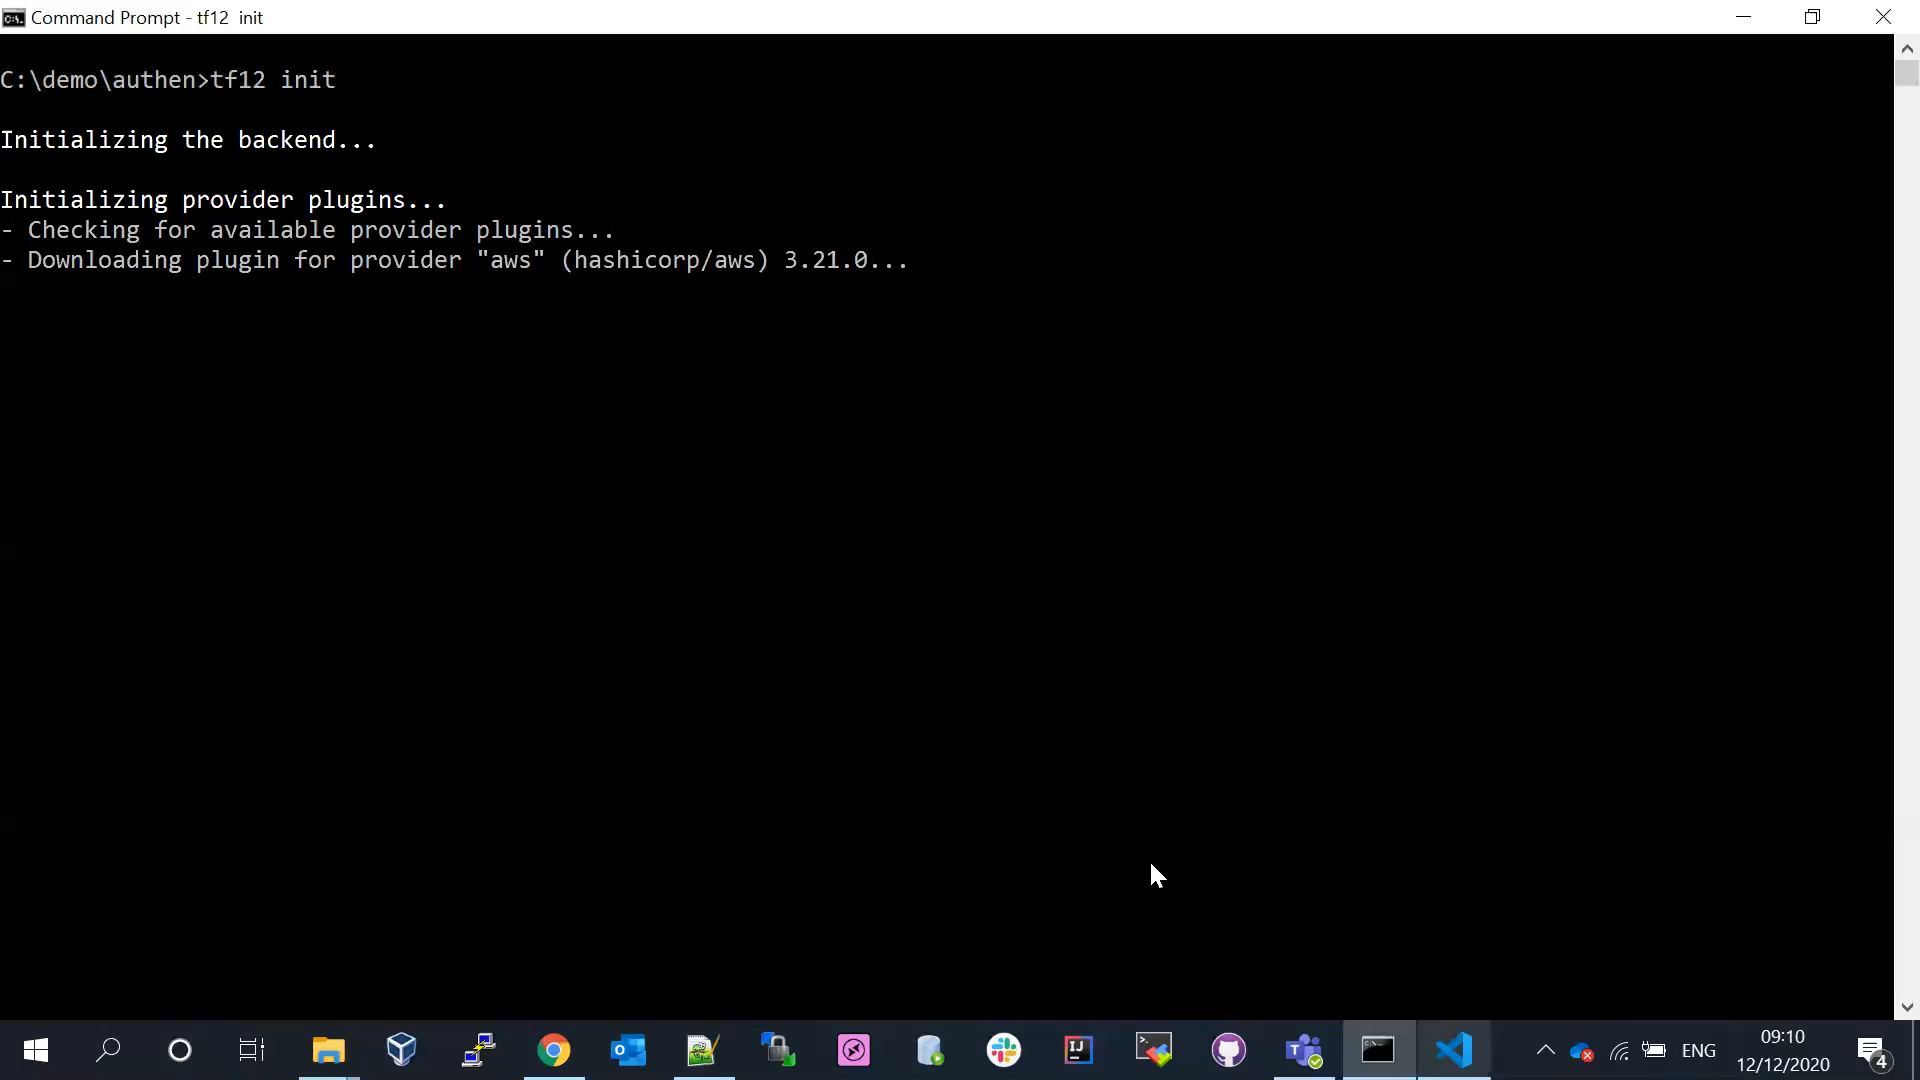 Command Prompt - tf12  init
C:\demo\authen>tf12 init
Initializing the backend...
Initializing provider plugins...
- Checking for available provider plugins...
- Downloading plugin for provider "aws" (hashicorp/aws) 3.21.0...
ENG
09:10
12/12/2020
4